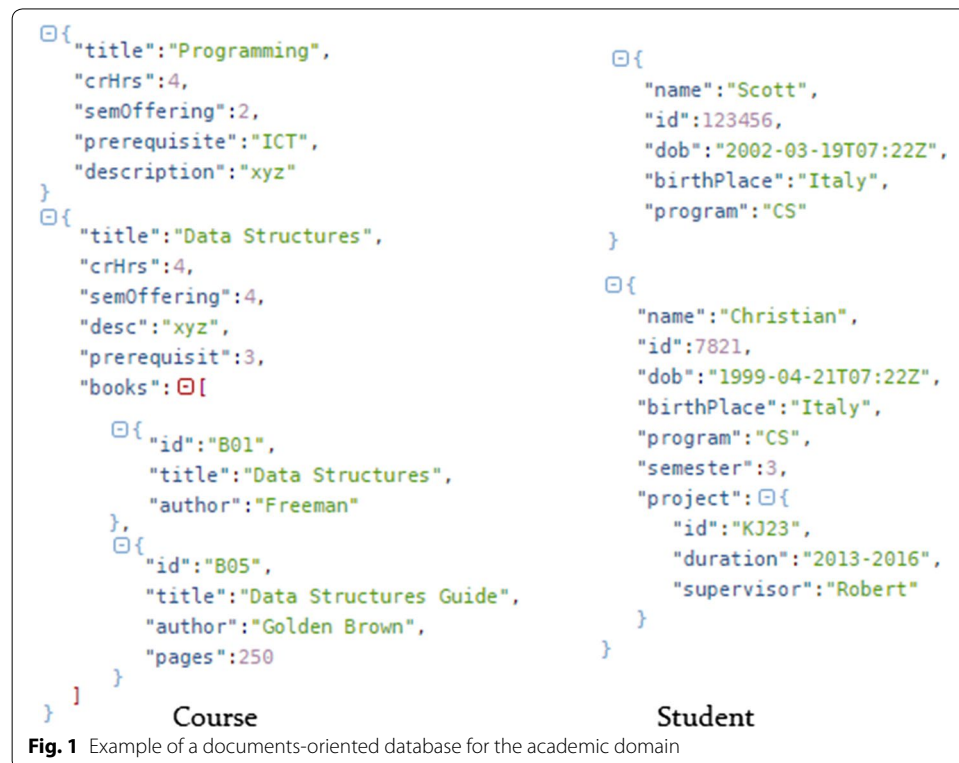 {
"title":"Programming",
"crHrs":4,
"semOffering":2,
"prerequisite":"ICT",
"description":"xyz"
}
{
"title":"Data Structures",
"crHrs":4,
"semOffering":4,
"desc":"xyz",
"prerequisit":3,
"books":[
{
"id":"B01",
"title":"Data Structures",
"author":"Freeman"
},
{
"id":"B05",
"title":"Data Structures Guide",
"author":"Golden Brown",
"pages":250
}
]
}
Course
{
"name":"Scott",
"id":123456,
"dob":"2002-03-19T07:22Z",
"birthPlace":"Italy",
"program":"CS"
}
{
"name":"Christian",
"id":7821,
"dob":"1999-04-21T07:22Z",
"birthPlace":"Italy",
"program":"CS",
"semester":3,
"project":{
"id":"KJ23",
"duration":"2013-2016",
"supervisor":"Robert"
}
}
Student
Fig. 1 Example of a documents-oriented database for the academic domain